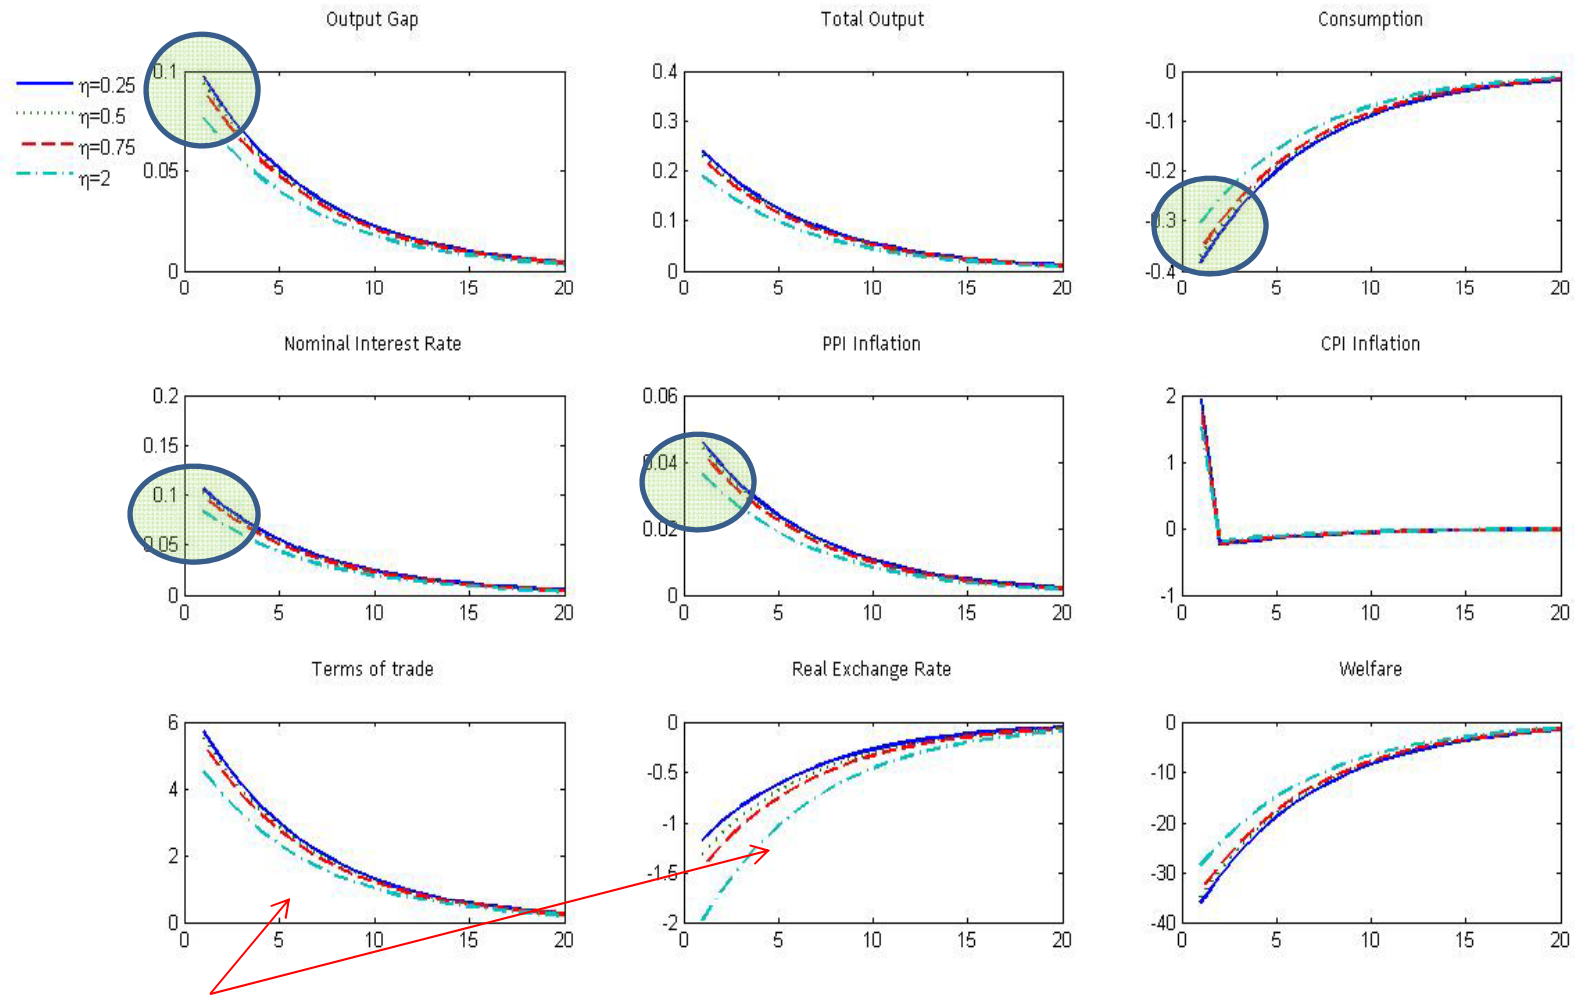 Output Gap
Total Output
Consumption
η=0.25
η=0.5
η=0.75
η=2
0.1
0.05
0
0 5 10 15 20
0.4
0.3
0.2
0.1
0
0 5 10 15 20
0
-0.1
-0.2
-0.3
-0.4
0 5 10 15 20
Nominal Interest Rate
PPI Inflation
CPI Inflation
0.2
0.15
0.1
0.05
0
0 5 10 15 20
0.06
0.04
0.02
0
0 5 10 15 20
2
1
0
-1
0 5 10 15 20
Terms of trade
Real Exchange Rate
Welfare
6
4
2
0
0 5 10 15 20
0
-0.5
-1
-1.5
-2
0 5 10 15 20
0
-10
-20
-30
-40
0 5 10 15 20